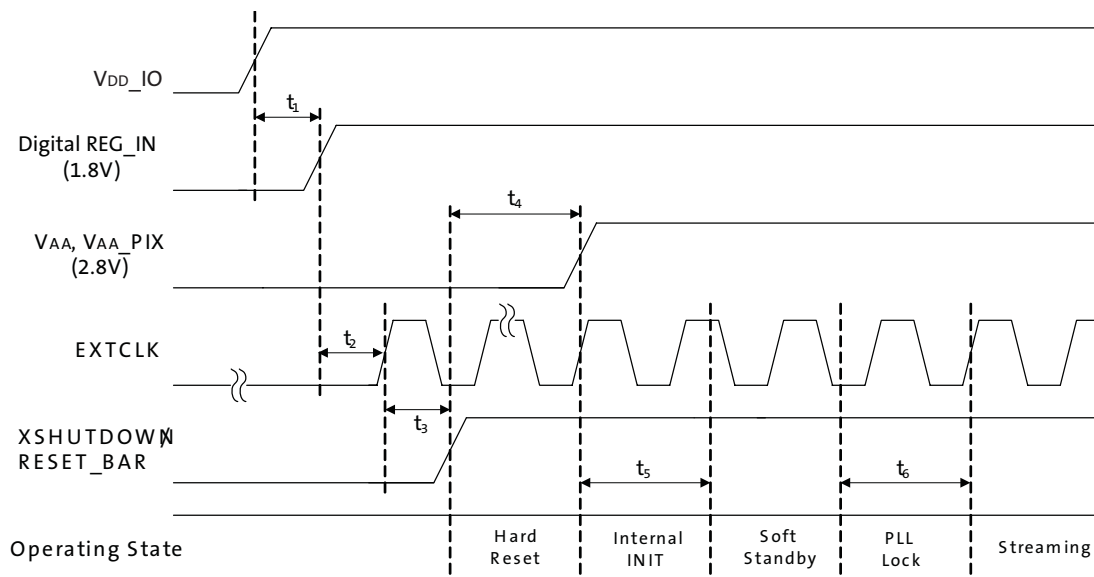 VDD_IO
t1
Digital REG_IN
(1.8V)
t4
VAA, VAA_PIX
(2.8V)
EXTCLK
t2
t3
XSHUTDOWN/
RESET_BAR
t5
t6
Operating State
Hard
Reset
Internal
INIT
Soft
Standby
PLL
Lock
Streaming